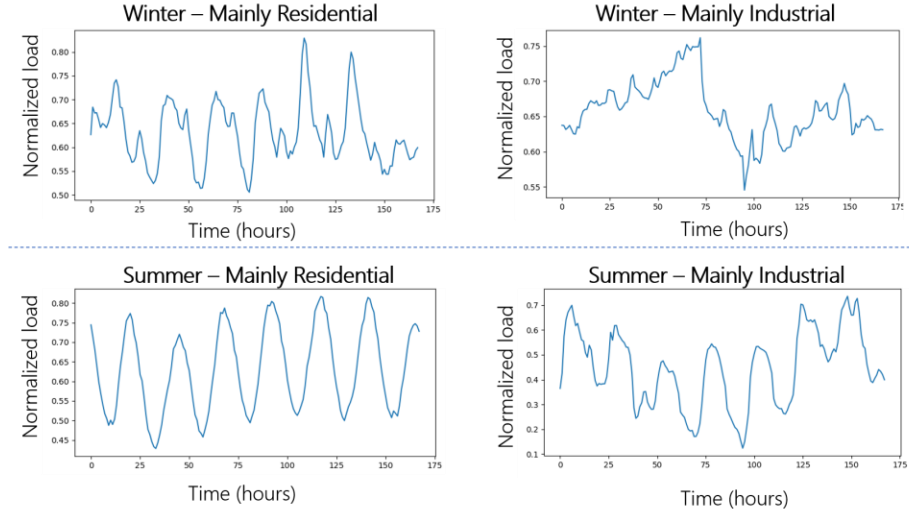 Winter – Mainly Residential
Normalized load
0.80
0.75
0.70
0.65
0.60
0.55
0.50
0 25 50 75 100 125 150 175
Time (hours)
Winter – Mainly Industrial
Normalized load
0.75
0.70
0.65
0.60
0.55
0 25 50 75 100 125 150 175
Time (hours)
Summer – Mainly Residential
Normalized load
0.80
0.75
0.70
0.65
0.60
0.55
0.50
0.45
0 25 50 75 100 125 150 175
Time (hours)
Summer – Mainly Industrial
Normalized load
0.7
0.6
0.5
0.4
0.3
0.2
0.1
0 25 50 75 100 125 150 175
Time (hours)